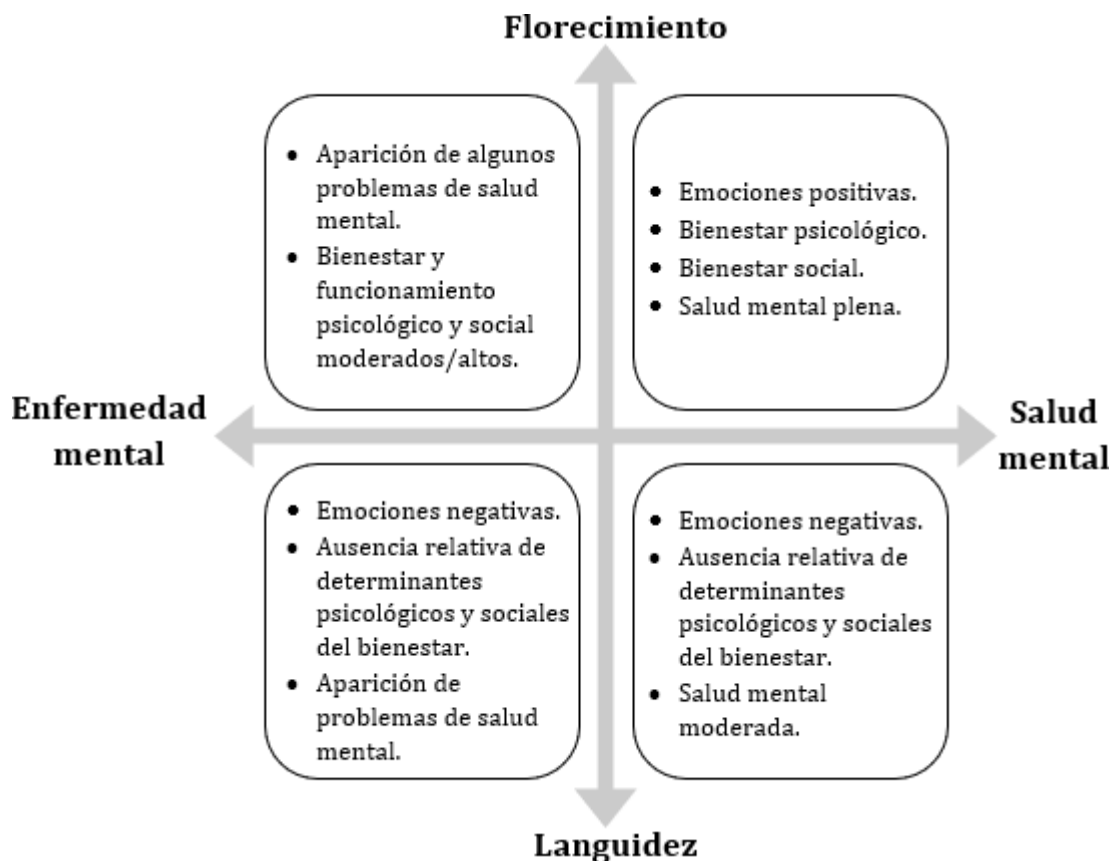 Florecimiento
• Aparición de algunos
problemas de salud
mental.
• Bienestar y
funcionamiento
psicológico y social
moderados/altos.
• Emociones positivas.
• Bienestar psicológico.
• Bienestar social.
• Salud mental plena.
Enfermedad
mental
Salud
mental
• Emociones negativas.
• Ausencia relativa de
determinantes
psicológicos y sociales
del bienestar.
• Aparición de
problemas de salud
mental.
• Emociones negativas.
• Ausencia relativa de
determinantes
psicológicos y sociales
del bienestar.
• Salud mental
moderada.
Languidez